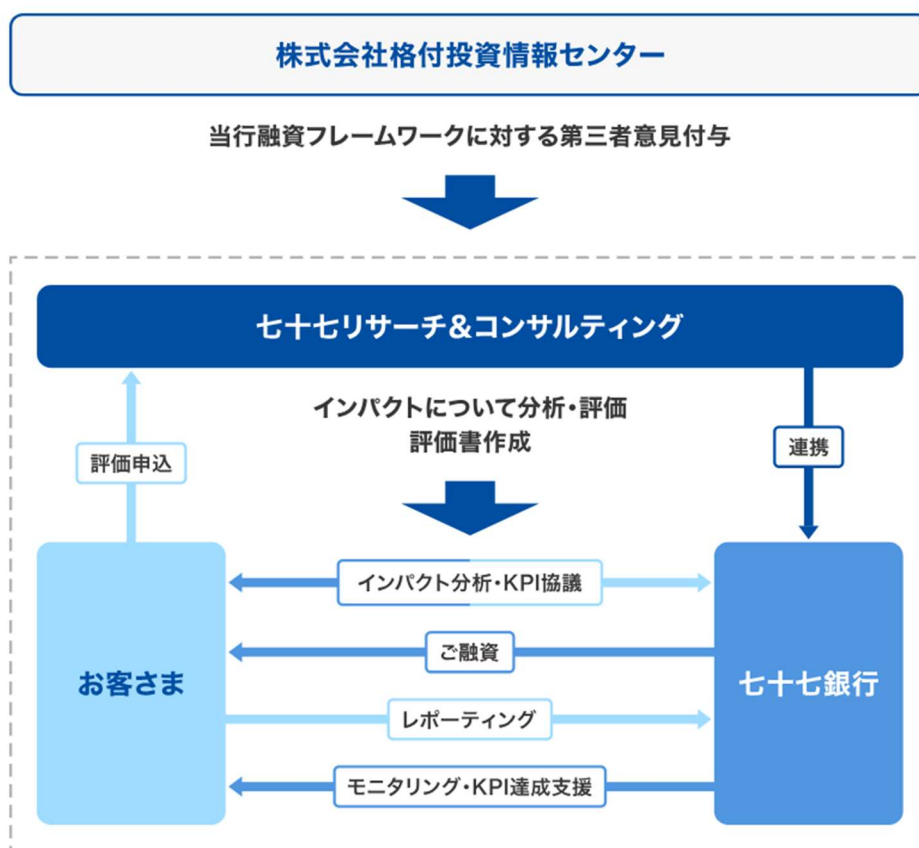 株式会社格付投資情報センター
当行融資フレームワークに対する第三者意見付与
七十七リサーチ&コンサルティング
インパクトについて分析・評価
評価書作成
評価申込
連携
インパクト分析・KPI協議
ご融資
お客さま
七十七銀行
レポーティング
モニタリング・KPI達成支援